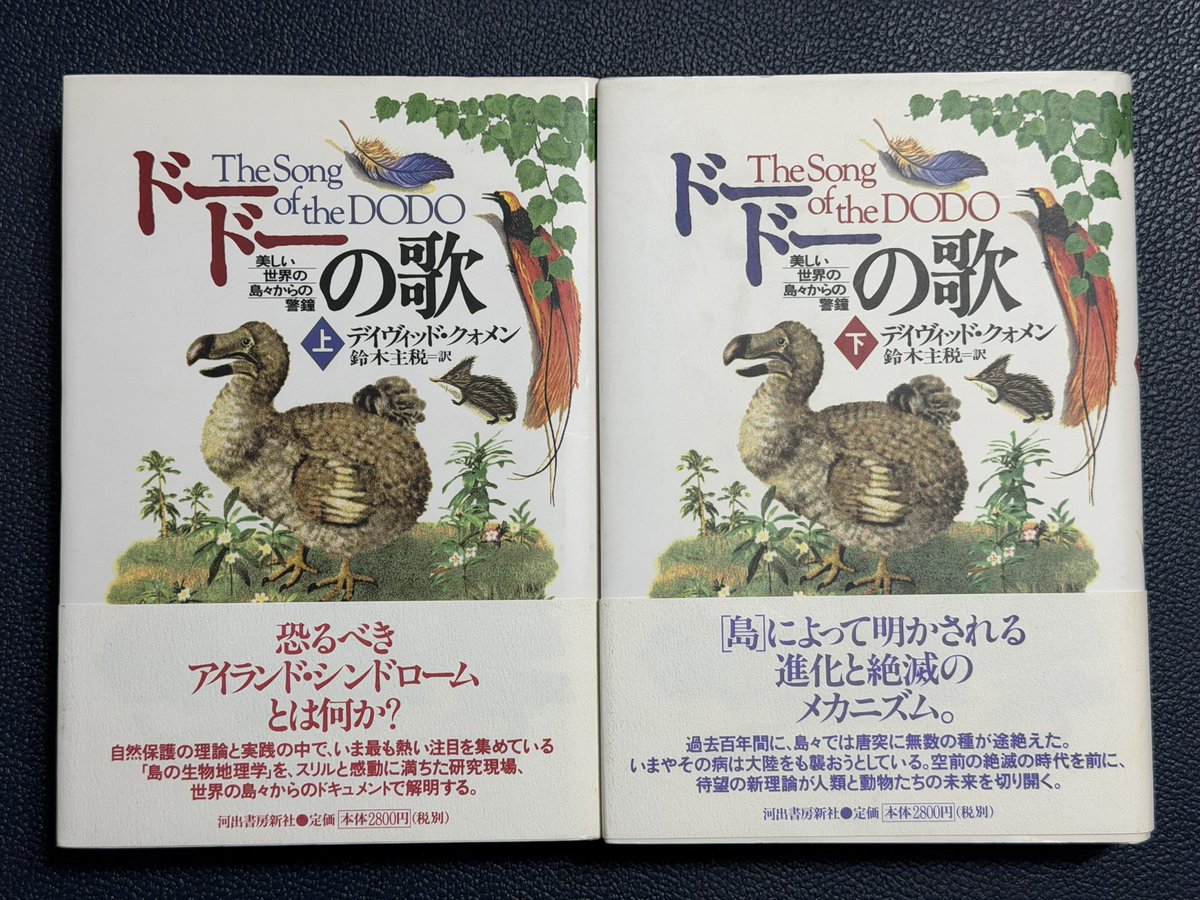 ドードーの歌
The Song
of the DODO
美しい
世界の
島々からの
警鐘
上
デイヴィッド・クォメン
鈴木主税=訳
恐るべき
アイランド・シンドローム
とは何か?
自然保護の理論と実践の中で、いま最も熱い注目を集めている
「島の生物地理学」を、スリルと感動に満ちた研究現場、
世界の島々からのドキュメントで解明する。
河出書房新社●定価 本体2800円(税別)
ドードーの歌
The Song
of the DODO
美しい
世界の
島々からの
警鐘
下
デイヴィッド・クォメン
鈴木主税=訳
[島]によって明かされる
進化と絶滅の
メカニズム。
過去百年間に、島々では唐突に無数の種が途絶えた。
いまやその病は大陸をも襲おうとしている。空前の絶滅の時代を前に、
待望の新理論が人類と動物たちの未来を切り開く。
河出書房新社●定価 本体2800円(税別)